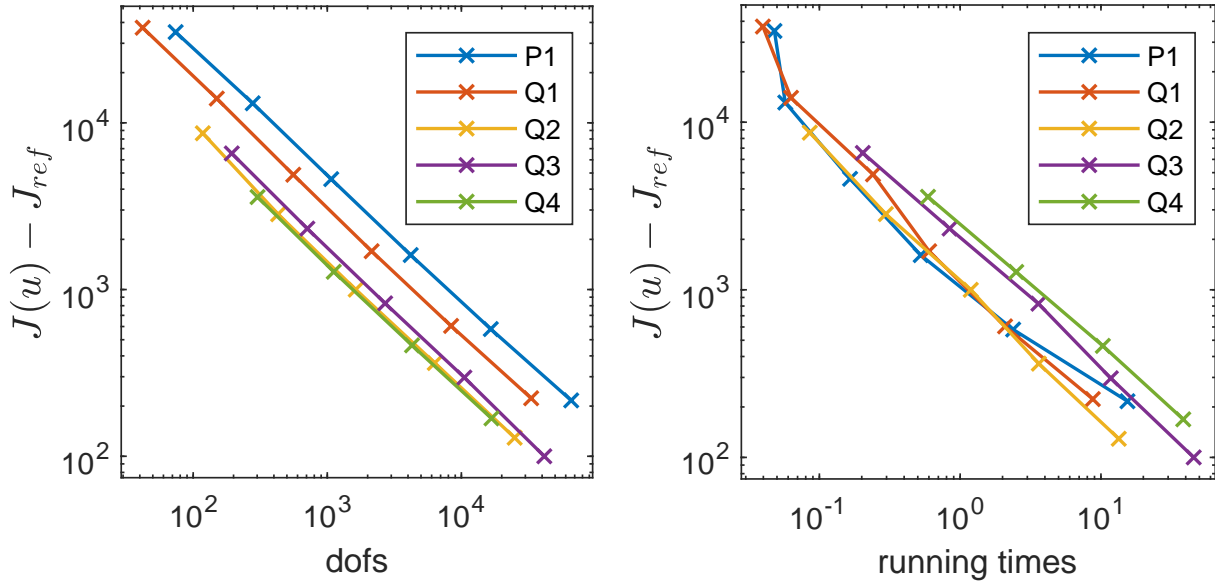 J(u) − J_ref
10^4
10^3
10^2
10^2
10^3
10^4
dofs
P1
Q1
Q2
Q3
Q4
J(u) − J_ref
10^4
10^3
10^2
10^-1
10^0
10^1
running times
P1
Q1
Q2
Q3
Q4